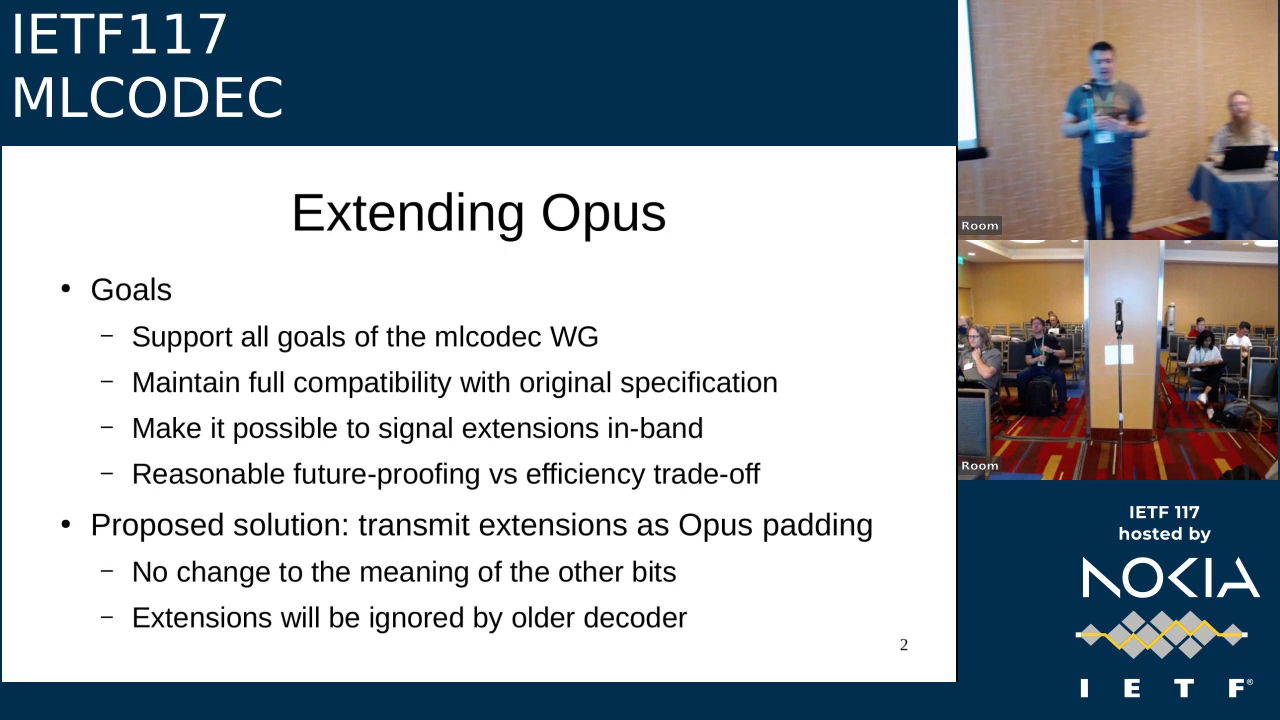 IETF117
MLCODEC
Extending Opus
• Goals
– Support all goals of the mlcodec WG
– Maintain full compatibility with original specification
– Make it possible to signal extensions in-band
– Reasonable future-proofing vs efficiency trade-off
• Proposed solution: transmit extensions as Opus padding
– No change to the meaning of the other bits
– Extensions will be ignored by older decoder
2
Room
Room
IETF 117
hosted by
NOKIA
I E T F®